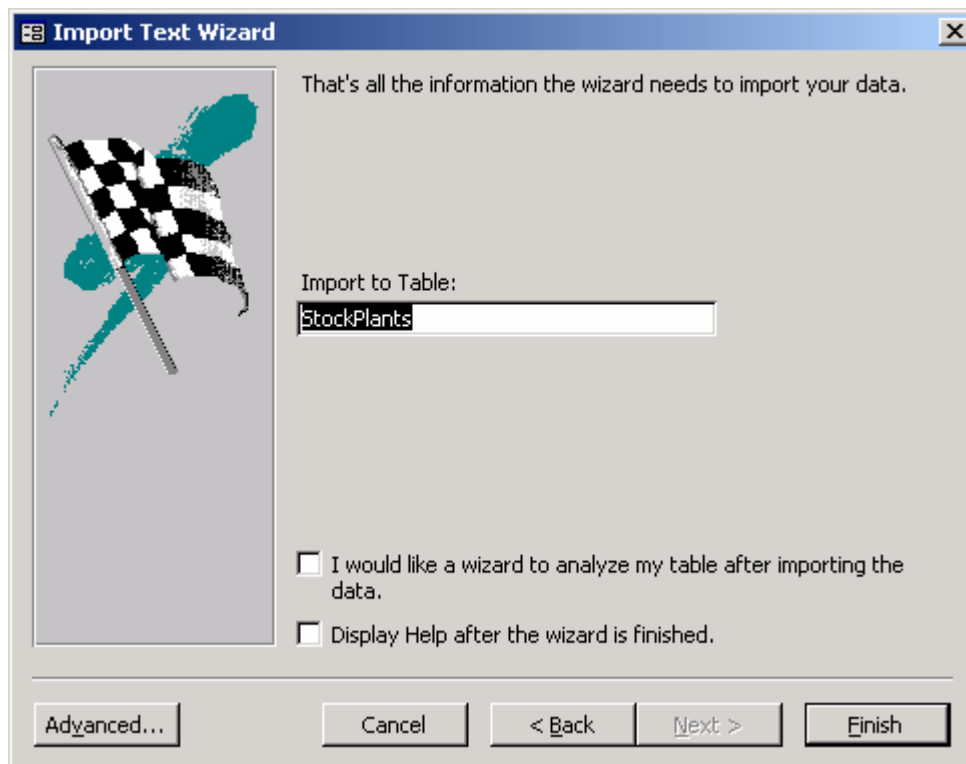 Import Text Wizard
That's all the information the wizard needs to import your data.
Import to Table:
StockPlants
I would like a wizard to analyze my table after importing the
data.
Display Help after the wizard is finished.
Advanced... Cancel < Back Next > Finish